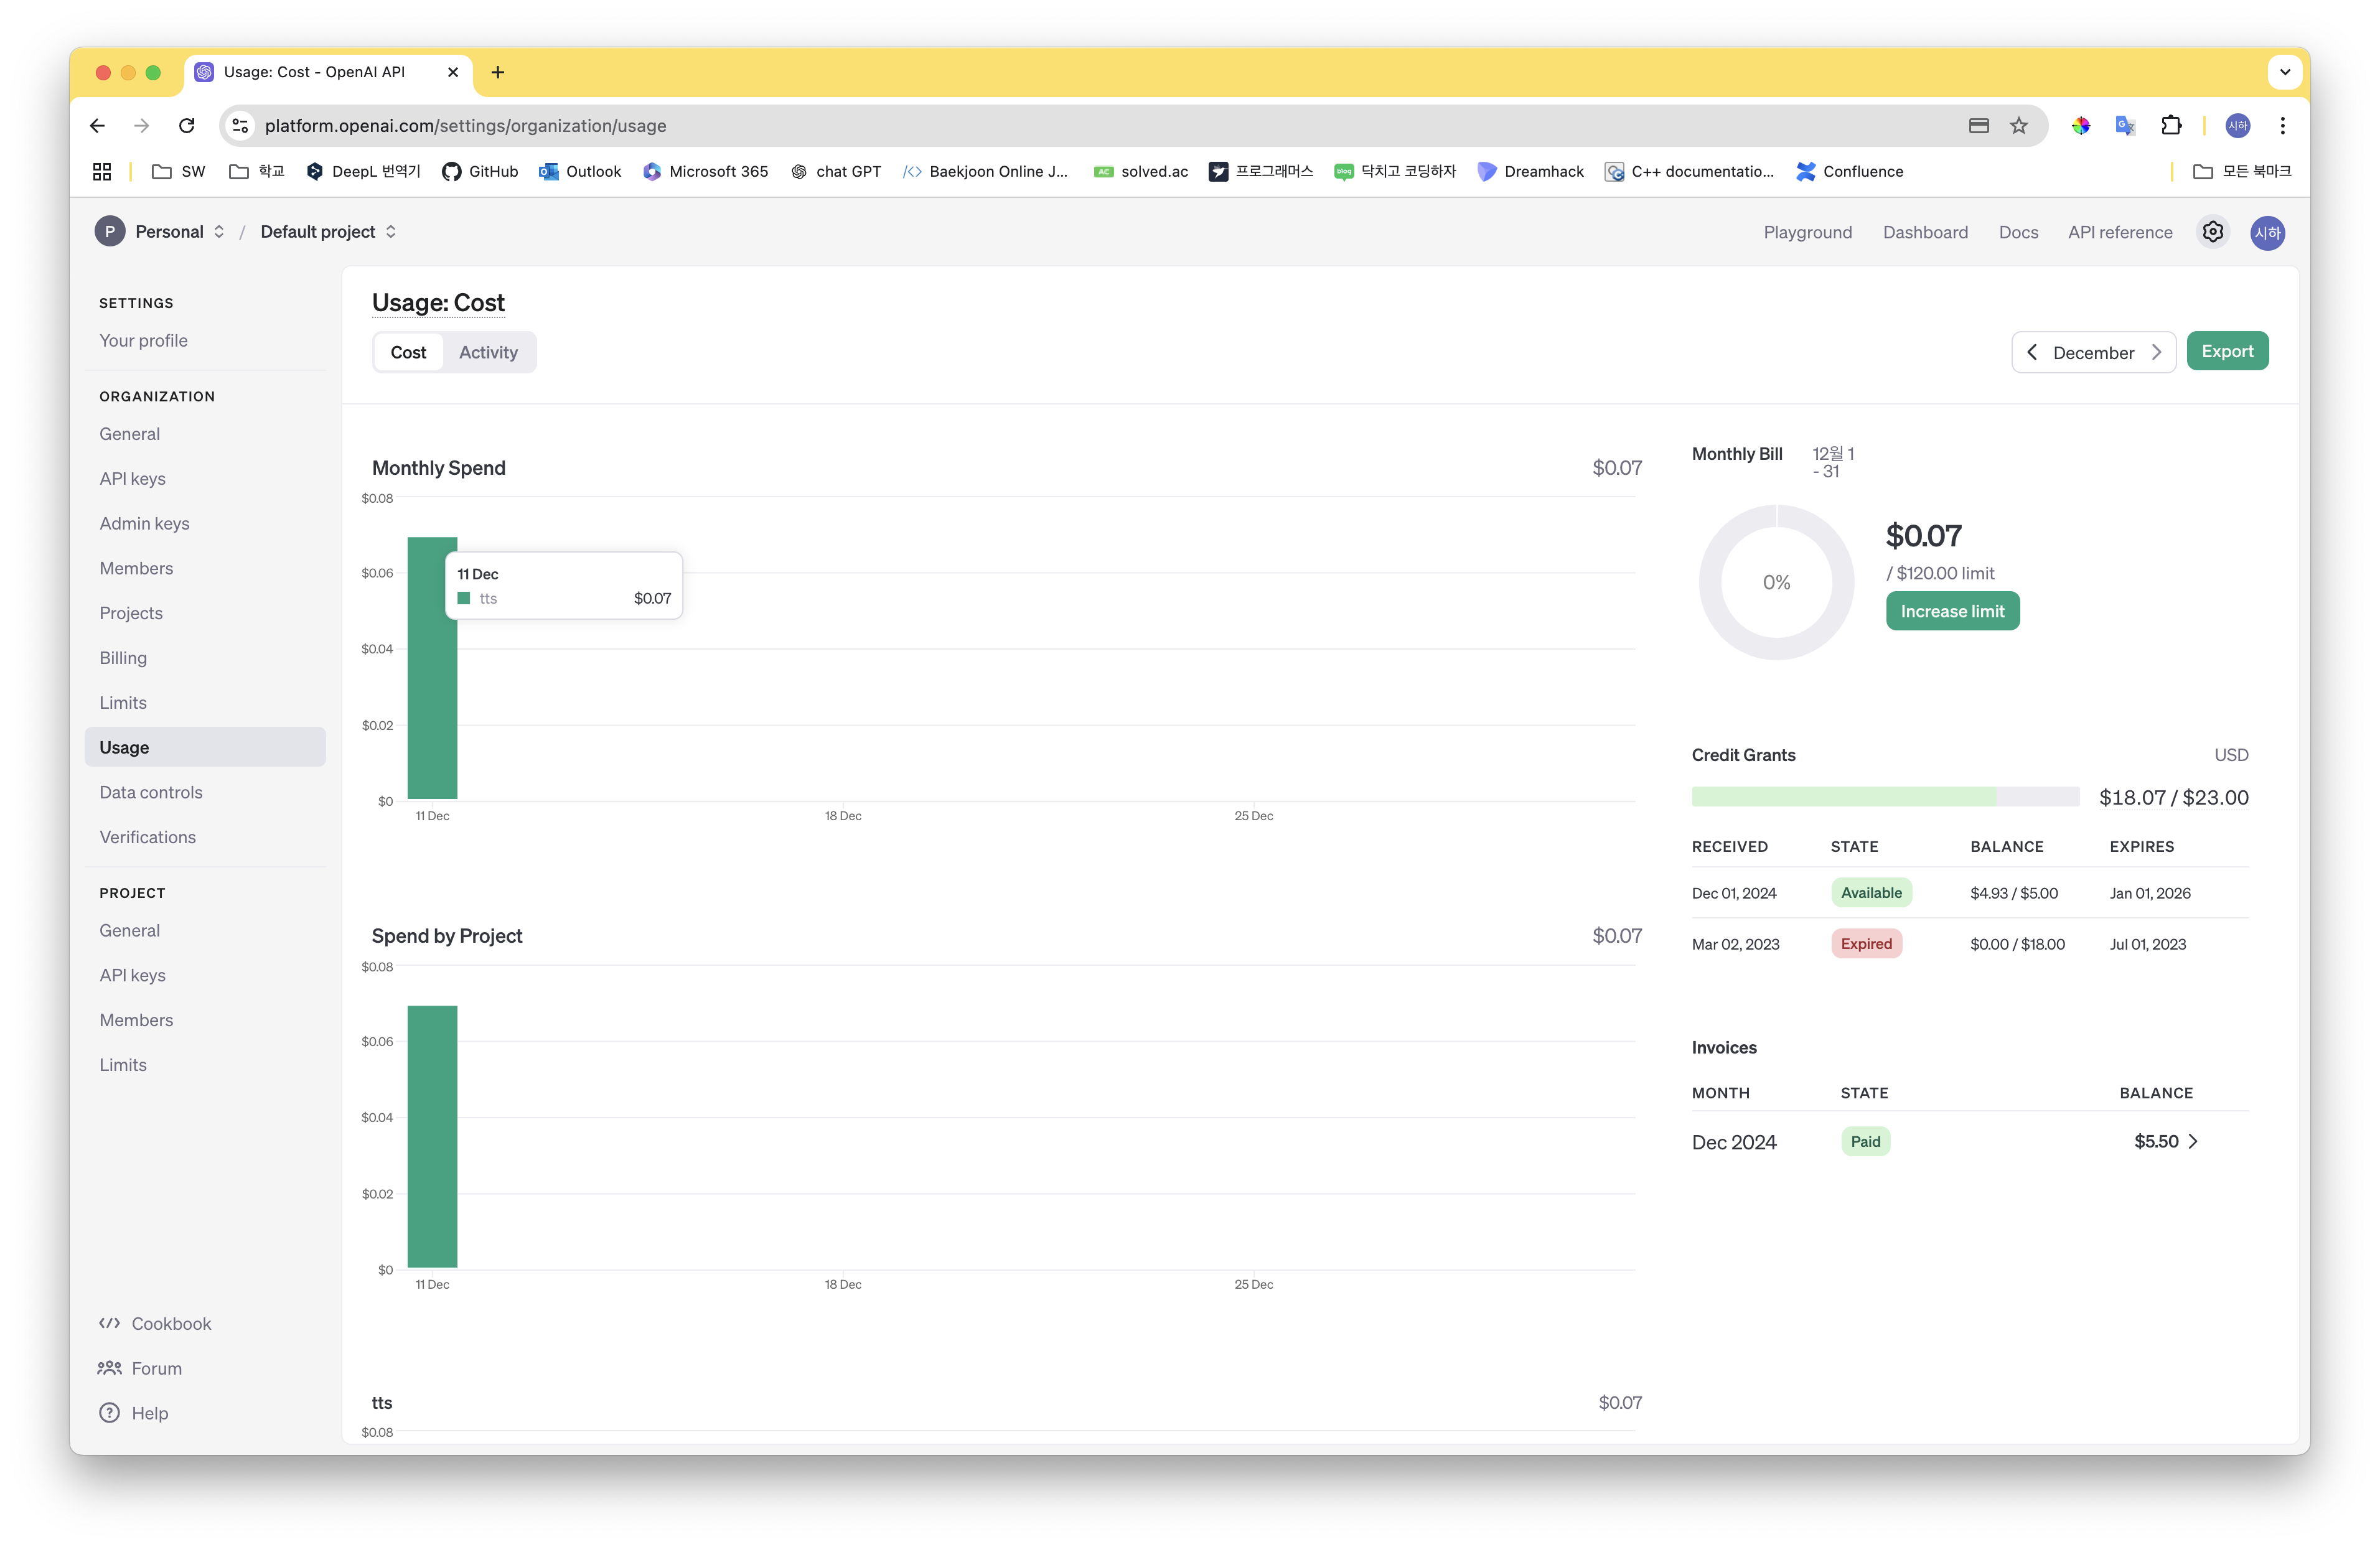 Usage: Cost - OpenAI API
platform.openai.com/settings/organization/usage
시하
SW
학교
DeepL 번역기
GitHub
Outlook
Microsoft 365
chat GPT
Baekjoon Online J...
AC
solved.ac
프로그래머스
blog
닥치고 코딩하자
Dreamhack
C++ documentatio...
Confluence
모든 북마크
P
Personal
/
Default project
Playground
Dashboard
Docs
API reference
시하
SETTINGS
Your profile
ORGANIZATION
General
API keys
Admin keys
Members
Projects
Billing
Limits
Usage
Data controls
Verifications
PROJECT
General
API keys
Members
Limits
Cookbook
Forum
Help
Usage: Cost
Cost
Activity
December
Export
Monthly Spend
$0.07
$0.08
$0.06
$0.04
$0.02
$0
11 Dec
tts
$0.07
11 Dec
18 Dec
25 Dec
Spend by Project
$0.07
$0.08
$0.06
$0.04
$0.02
$0
11 Dec
18 Dec
25 Dec
tts
$0.07
$0.08
Monthly Bill
12월 1
- 31
0%
$0.07
/ $120.00 limit
Increase limit
Credit Grants
USD
$18.07 / $23.00
RECEIVED STATE BALANCE EXPIRES
Dec 01, 2024 Available $4.93 / $5.00 Jan 01, 2026
Mar 02, 2023 Expired $0.00 / $18.00 Jul 01, 2023
Invoices
MONTH STATE BALANCE
Dec 2024 Paid $5.50